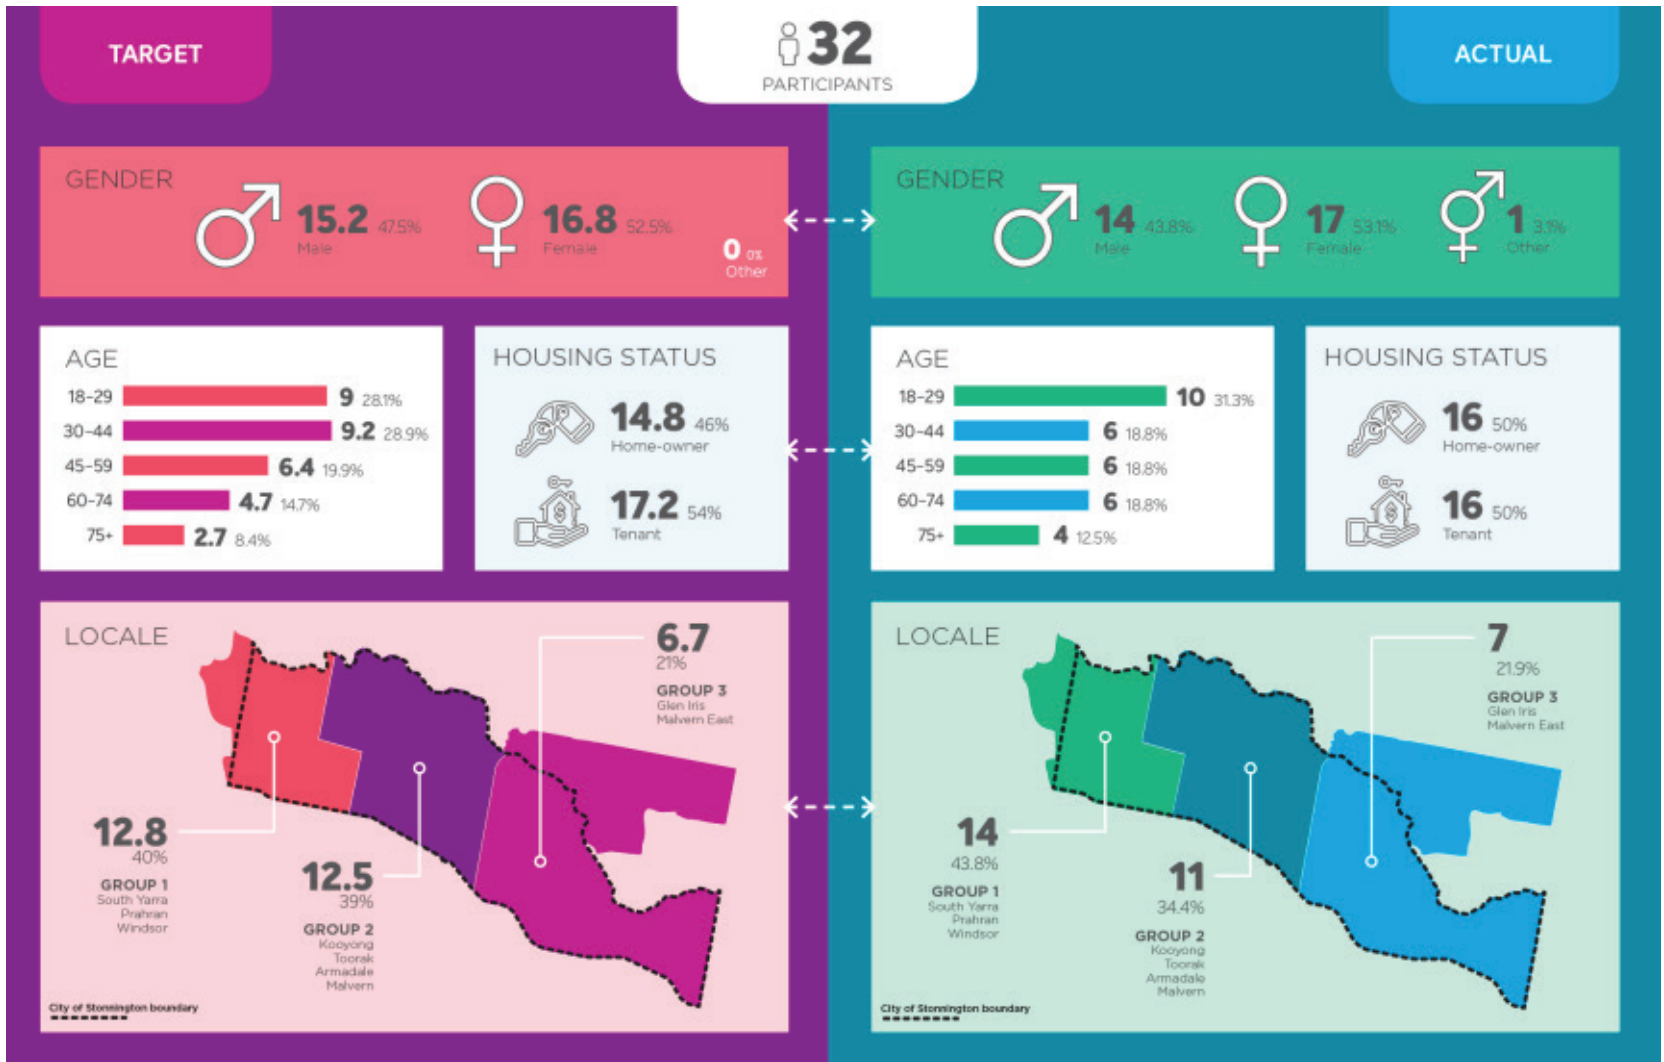 TARGET
32
PARTICIPANTS
ACTUAL
GENDER
15.2 47.5%
Male
16.8 52.5%
Female
0 0%
Other
GENDER
14 43.8%
Male
17 53.1%
Female
1 3.1%
Other
AGE
18-29 9 28.1%
30-44 9.2 28.9%
45-59 6.4 19.9%
60-74 4.7 14.7%
75+ 2.7 8.4%
HOUSING STATUS
14.8 46%
Home-owner
17.2 54%
Tenant
AGE
18-29 10 31.3%
30-44 6 18.8%
45-59 6 18.8%
60-74 6 18.8%
75+ 4 12.5%
HOUSING STATUS
16 50%
Home-owner
16 50%
Tenant
LOCALE
6.7
21%
GROUP 3
Glen Iris
Malvern East
12.8
40%
GROUP 1
South Yarra
Prahran
Windsor
12.5
39%
GROUP 2
Kooyong
Toorak
Armadale
Malvern
City of Stonnington boundary
LOCALE
7
21.9%
GROUP 3
Glen Iris
Malvern East
14
43.8%
GROUP 1
South Yarra
Prahran
Windsor
11
34.4%
GROUP 2
Kooyong
Toorak
Armadale
Malvern
City of Stonnington boundary